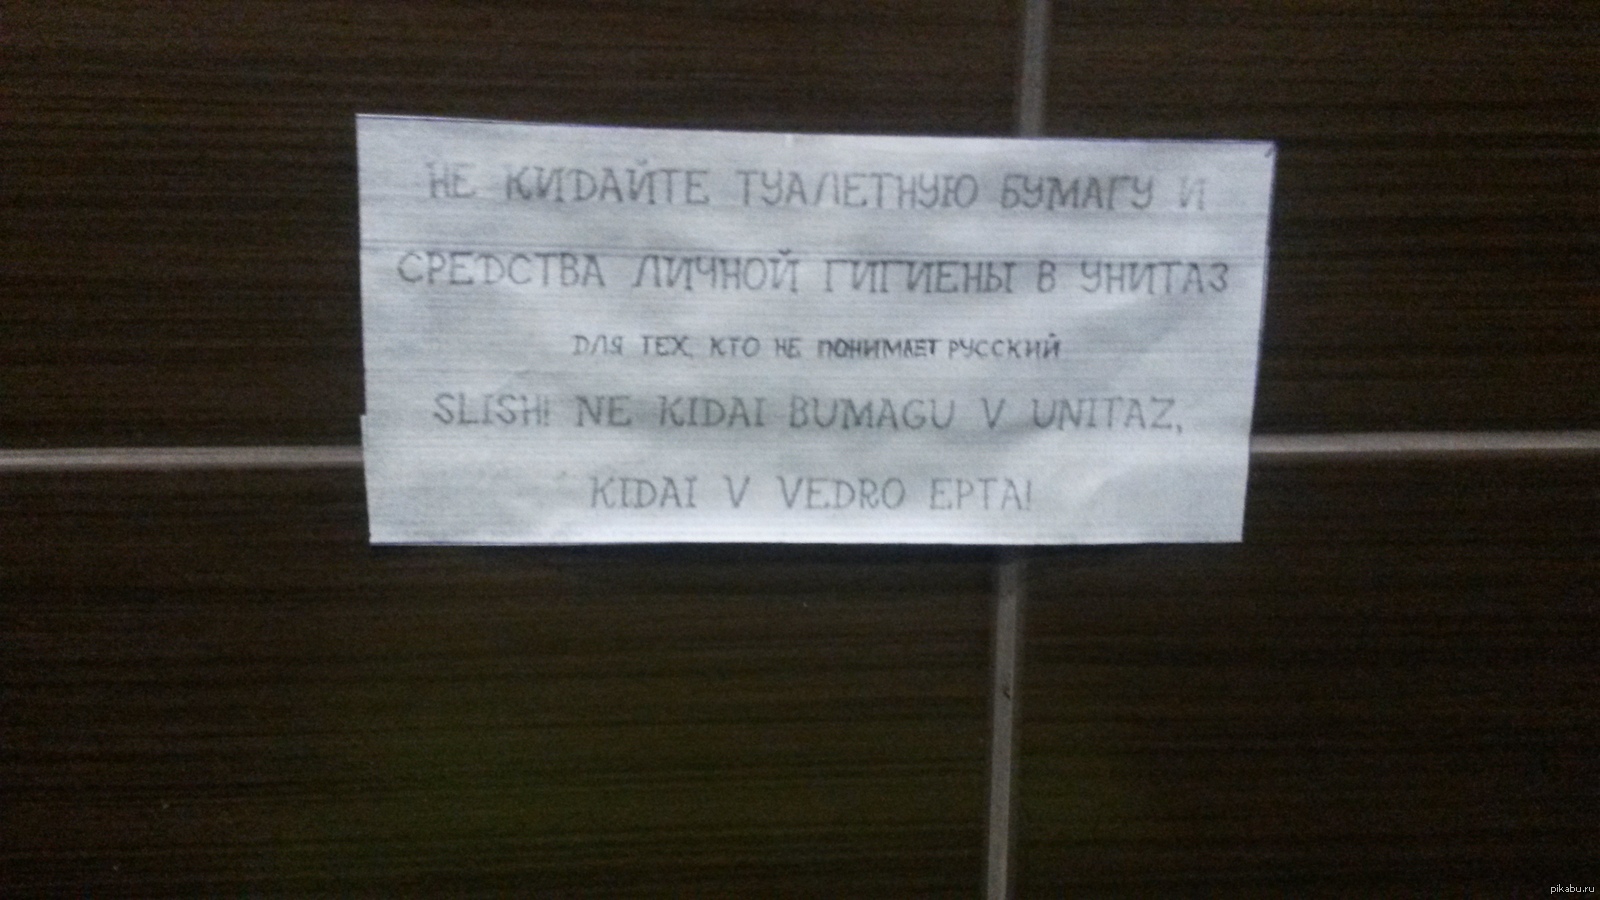 НЕ КИДАЙТЕ ТУАЛЕТНУЮ БУМАГУ И
СРЕДСТВА ЛИЧНОЙ ГИГИЕНЫ В УНИТАЗ
ДЛЯ ТЕХ, КТО НЕ ПОНИМАЕТ РУССКИЙ
SLISH! NE KIDAI BUMAGU V UNITAZ,
KIDAI V VEDRO EPTA!
pikabu.ru